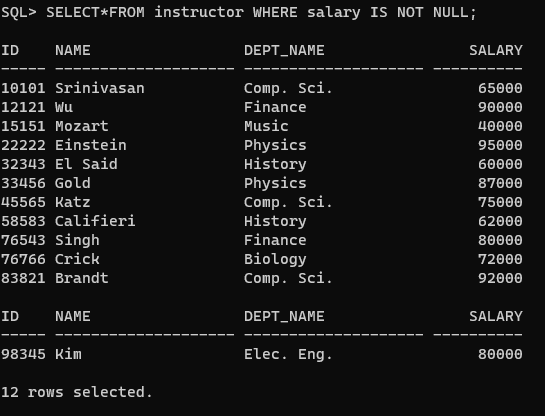 SQL> SELECT*FROM instructor WHERE salary IS NOT NULL;
ID    NAME                 DEPT_NAME                SALARY
----- -------------------- -------------------- ----------
10101 Srinivasan           Comp. Sci.                65000
12121 Wu                   Finance                   90000
15151 Mozart               Music                     40000
22222 Einstein             Physics                   95000
32343 El Said              History                   60000
33456 Gold                 Physics                   87000
45565 Katz                 Comp. Sci.                75000
58583 Califieri            History                   62000
76543 Singh                Finance                   80000
76766 Crick                Biology                   72000
83821 Brandt               Comp. Sci.                92000
ID    NAME                 DEPT_NAME                SALARY
----- -------------------- -------------------- ----------
98345 Kim                  Elec. Eng.                80000
12 rows selected.